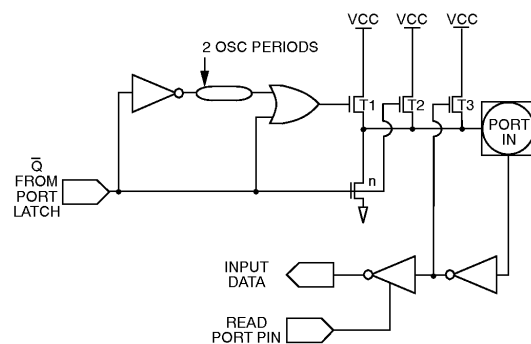 VCC VCC VCC
2 OSC PERIODS
T1 T2 T3
PORT
IN
Q
FROM
PORT
LATCH
n
INPUT
DATA
READ
PORT PIN